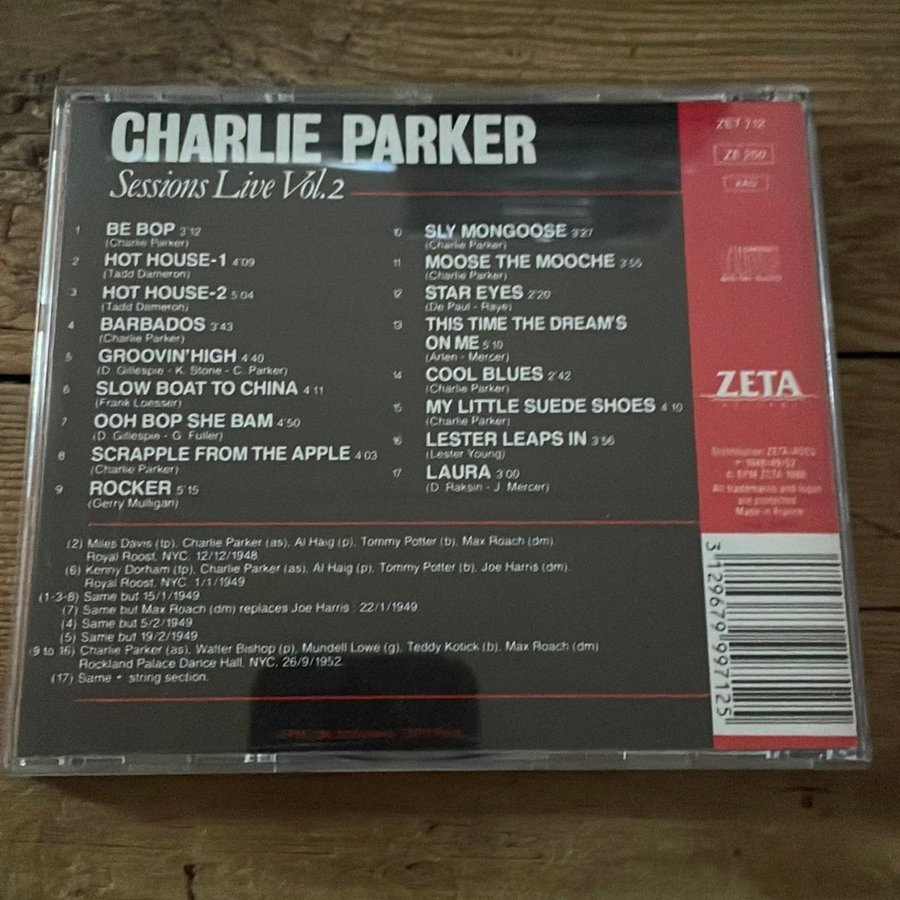 CHARLIE PARKER
Sessions Live Vol.2
1 BE BOP 3'12
(Charlie Parker)
2 HOT HOUSE-1 4'09
(Tadd Dameron)
3 HOT HOUSE-2 5'04
(Tadd Dameron)
4 BARBADOS 3'43
(Charlie Parker)
5 GROOVIN'HIGH 4'40
(D. Gillespie - K. Stone - C. Parker)
6 SLOW BOAT TO CHINA 4'11
(Frank Loesser)
7 OOH BOP SHE BAM 4'50
(D. Gillespie - G. Fuller)
8 SCRAPPLE FROM THE APPLE 4'03
(Charlie Parker)
9 ROCKER 5'15
(Gerry Mulligan)
10 SLY MONGOOSE 3'27
(Charlie Parker)
11 MOOSE THE MOOCHE 3'55
(Charlie Parker)
12 STAR EYES 2'20
(De Paul - Raye)
13 THIS TIME THE DREAM'S
ON ME 5'10
(Arlen - Mercer)
14 COOL BLUES 2'42
(Charlie Parker)
15 MY LITTLE SUEDE SHOES 4'10
(Charlie Parker)
16 LESTER LEAPS IN 3'56
(Lester Young)
17 LAURA 3'00
(D. Raksin - J. Mercer)
(2) Miles Davis (tp), Charlie Parker (as), Al Haig (p), Tommy Potter (b), Max Roach (dm)
Royal Roost, NYC. 12/12/1948
(6) Kenny Dorham (tp), Charlie Parker (as), Al Haig (p), Tommy Potter (b), Joe Harris (dm).
Royal Roost, NYC. 1/1/1949
(1-3-8) Same but 15/1/1949
(7) Same but Max Roach (dm) replaces Joe Harris : 22/1/1949
(4) Same but 5/2/1949
(5) Same but 19/2/1949
(9 to 16) Charlie Parker (as), Walter Bishop (p), Mundell Lowe (g), Teddy Kotick (b), Max Roach (dm)
Rockland Palace Dance Hall, NYC. 26/9/1952.
(17) Same + string section.
ZET 712
ZE 200
AAD
ZETA
Distribution ZETA
All trademarks and logos
are protected
Made in France
3 129679 997125